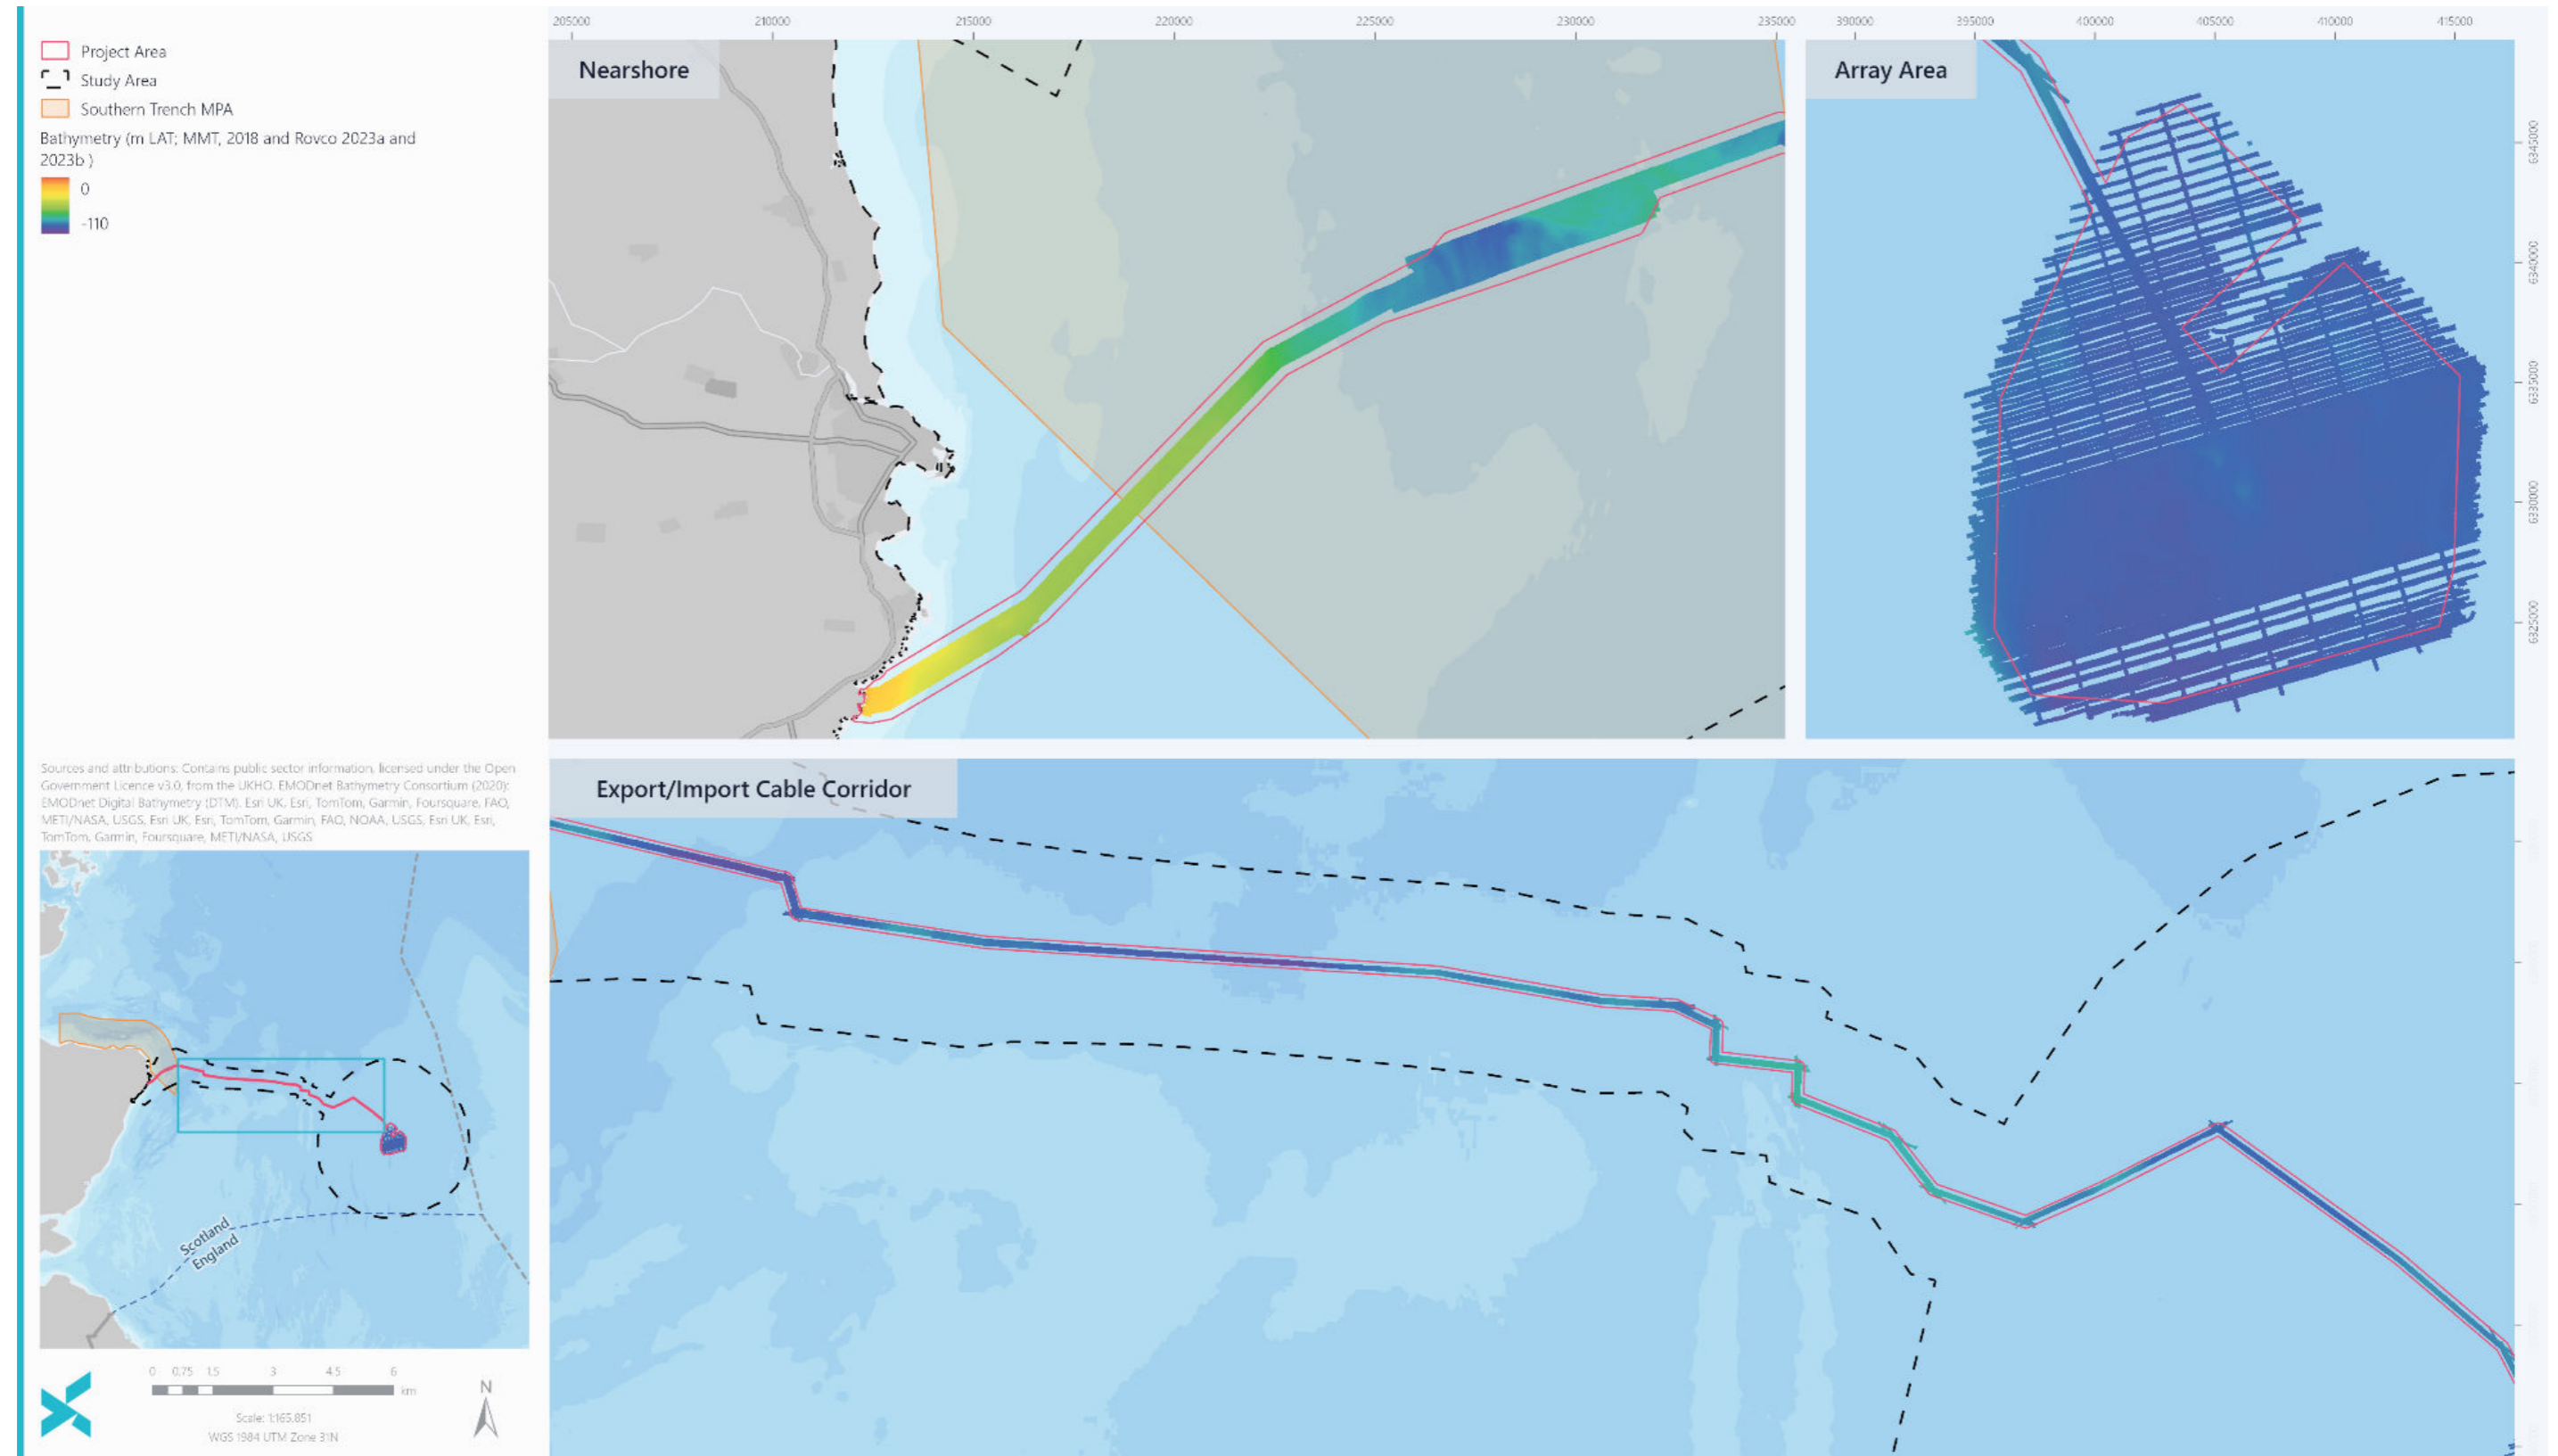 Project Area
Study Area
Southern Trench MPA
Bathymetry (m LAT; MMT, 2018 and Rovco 2023a and
2023b )
0
-110
205000 210000 215000 220000 225000 230000 235000
Nearshore
390000 395000 400000 405000 410000 415000
Array Area
6345000
6340000
6335000
6330000
6325000
Export/Import Cable Corridor
Sources and attributions: Contains public sector information, licensed under the Open
Government Licence v3.0, from the UKHO. EMODnet Bathymetry Consortium (2020):
EMODnet Digital Bathymetry (DTM). Esri UK, Esri, TomTom, Garmin, Foursquare, FAO,
METI/NASA, USGS, Esri UK, Esri, TomTom, Garmin, FAO, NOAA, USGS, Esri UK, Esri,
TomTom, Garmin, Foursquare, METI/NASA, USGS
Scotland
England
0 0.75 1.5 3 4.5 6
km
N
Scale: 1:165,851
WGS 1984 UTM Zone 31N